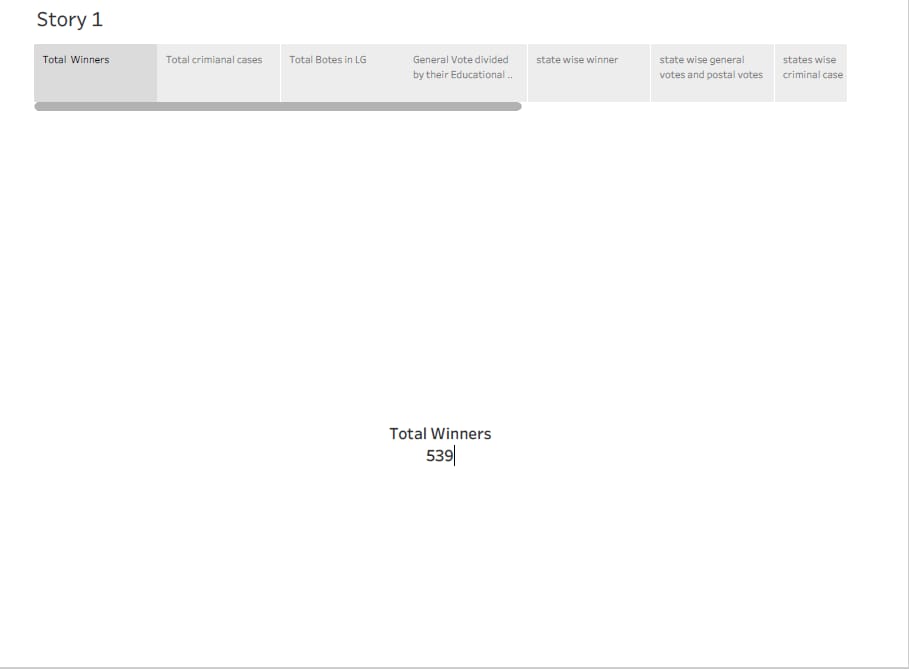 Story 1
Total Winners
Total crimianal cases
Total Botes in LG
General Vote divided
by their Educational ..
state wise winner
state wise general
votes and postal votes
states wise
criminal case
Total Winners
539